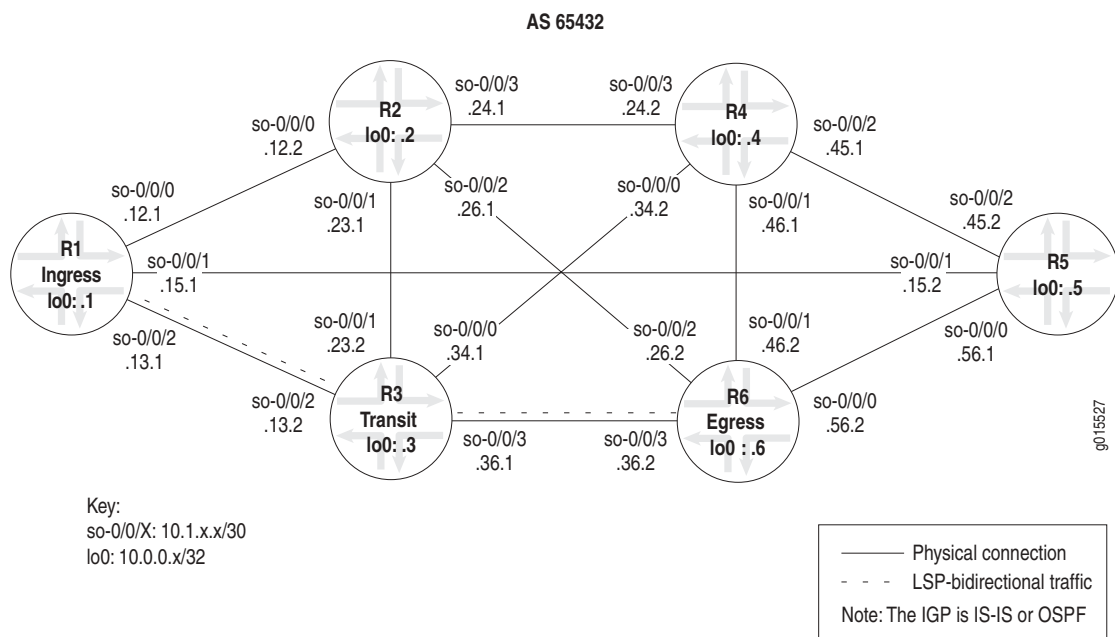 AS 65432
so-0/0/3
.24.1
so-0/0/3
.24.2
R2
lo0: .2
R4
lo0: .4
so-0/0/0
.12.2
so-0/0/2
.45.1
so-0/0/0
.12.1
so-0/0/1
.23.1
so-0/0/2
.26.1
so-0/0/0
.34.2
so-0/0/1
.46.1
so-0/0/2
.45.2
R1
Ingress
lo0: .1
so-0/0/1
.15.1
so-0/0/1
.15.2
R5
lo0: .5
so-0/0/2
.13.1
so-0/0/1
.23.2
so-0/0/0
.34.1
so-0/0/2
.26.2
so-0/0/1
.46.2
so-0/0/0
.56.1
so-0/0/2
.13.2
R3
Transit
lo0: .3
R6
Egress
lo0 : .6
so-0/0/0
.56.2
so-0/0/3
.36.1
so-0/0/3
.36.2
g015527
Key:
so-0/0/X: 10.1.x.x/30
lo0: 10.0.0.x/32
Physical connection
LSP-bidirectional traffic
Note: The IGP is IS-IS or OSPF